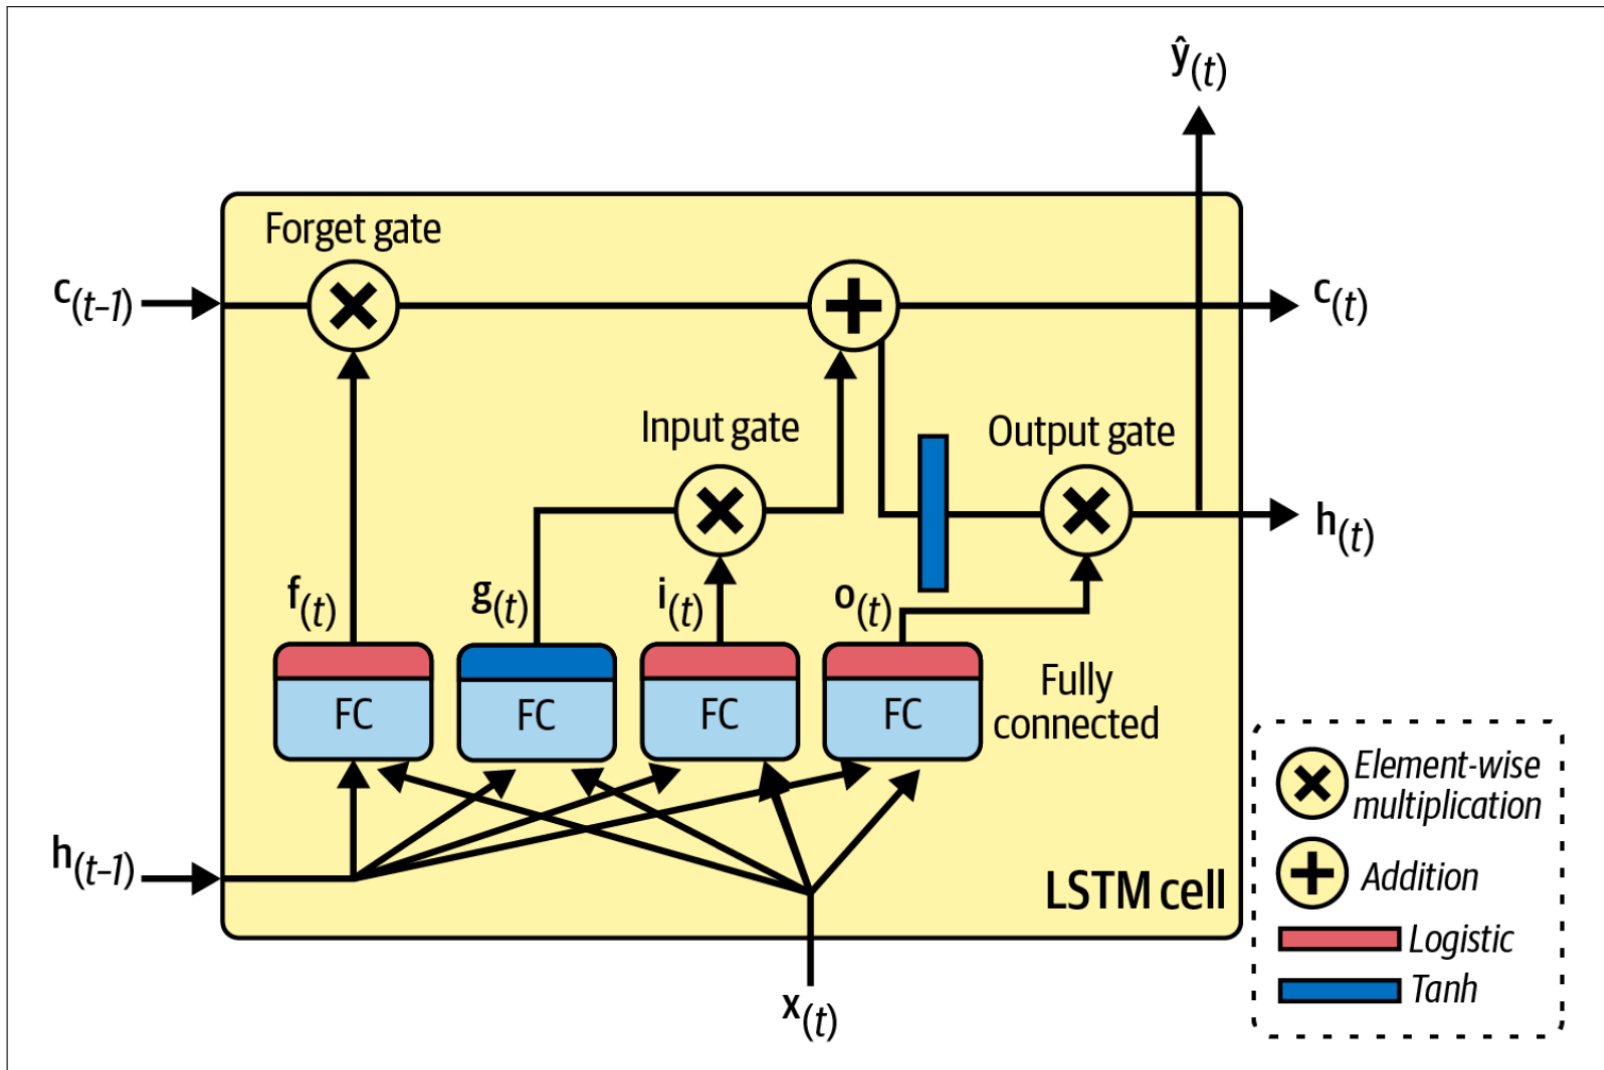 ŷ(t)
Forget gate
c(t-1)
c(t)
Input gate
Output gate
h(t)
f(t)
g(t)
i(t)
o(t)
FC
FC
FC
FC
Fully
connected
h(t-1)
LSTM cell
x(t)
Element-wise
multiplication
Addition
Logistic
Tanh